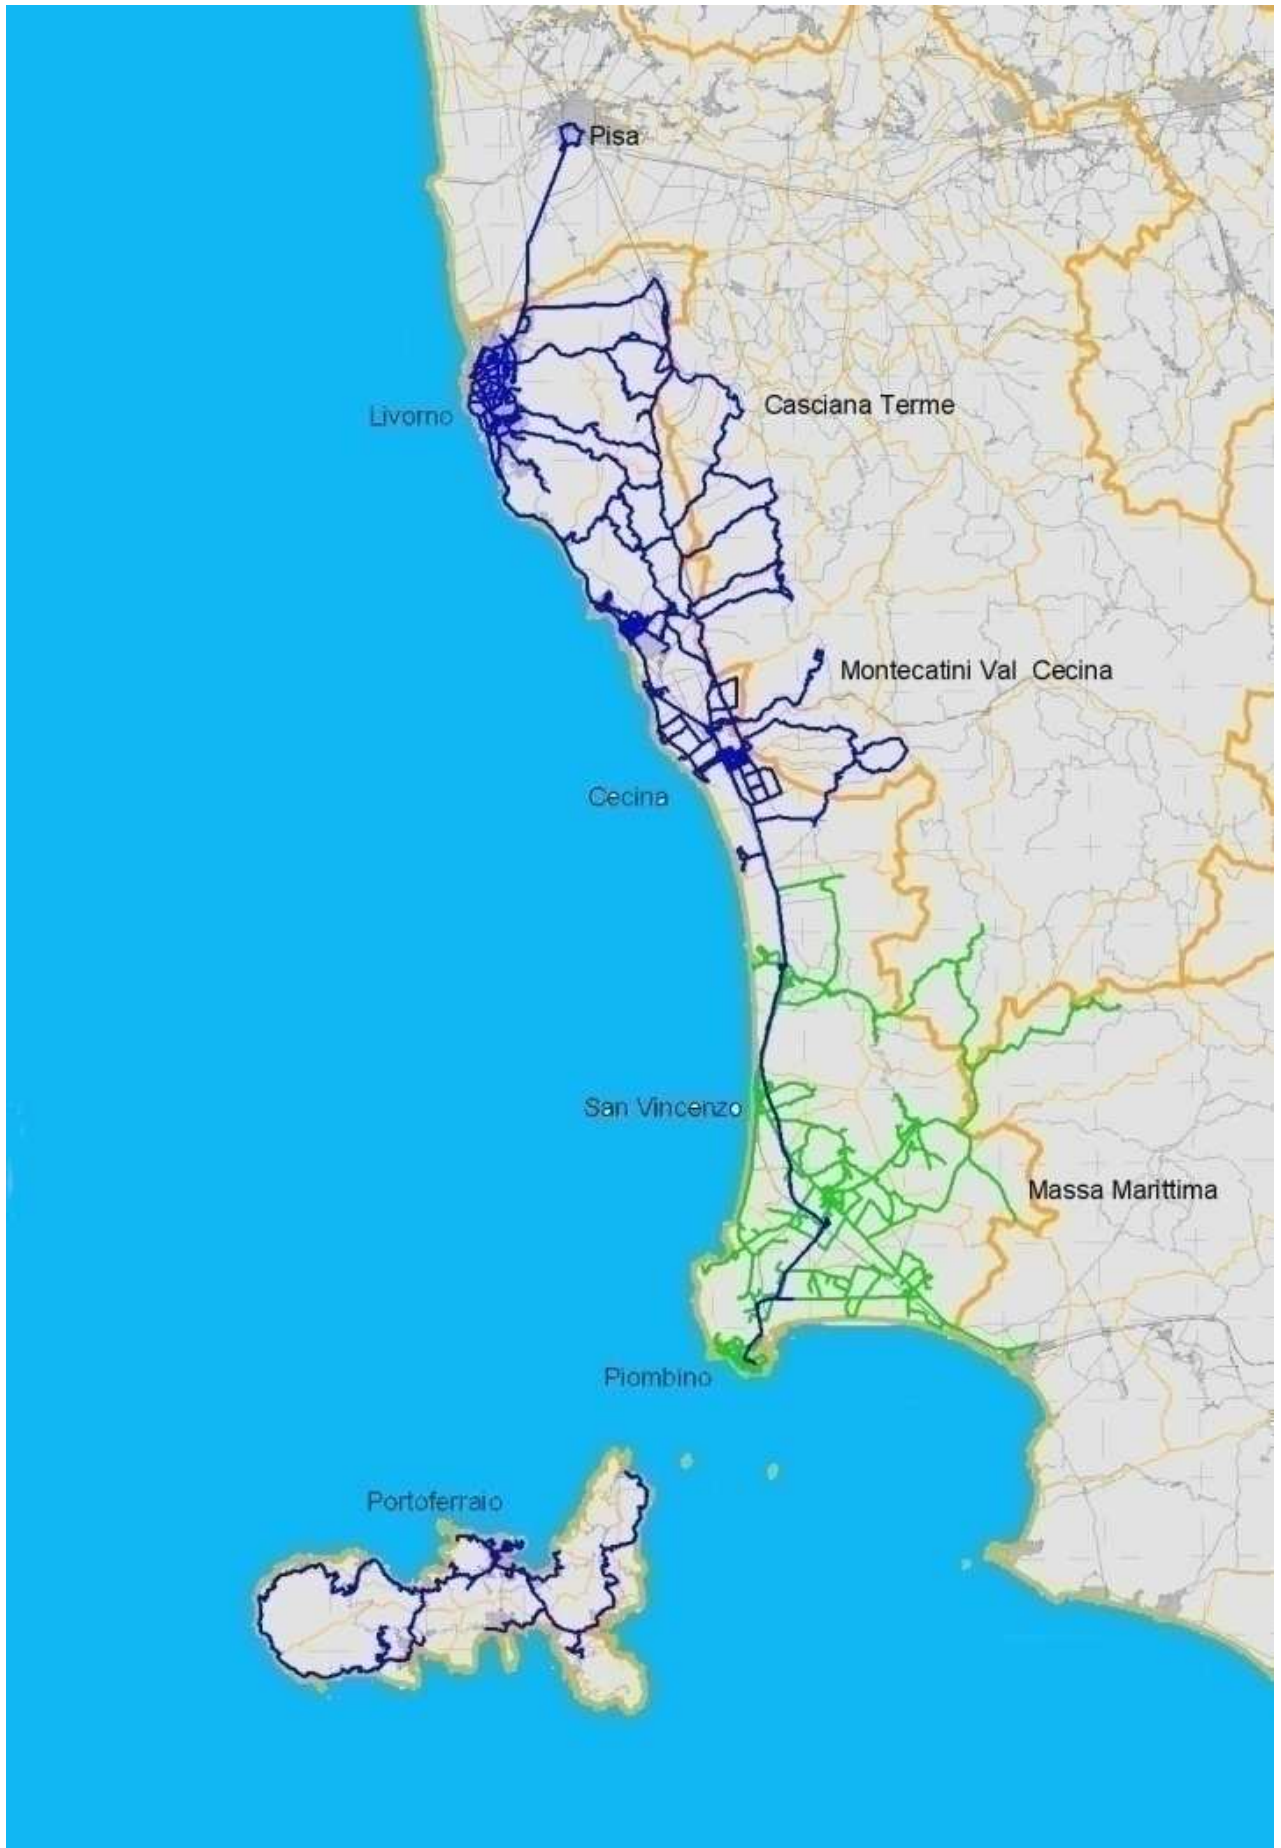 Pisa
Casciana Terme
Livorno
Montecatini Val Cecina
Cecina
San Vincenzo
Massa Marittima
Piombino
Portoferraio